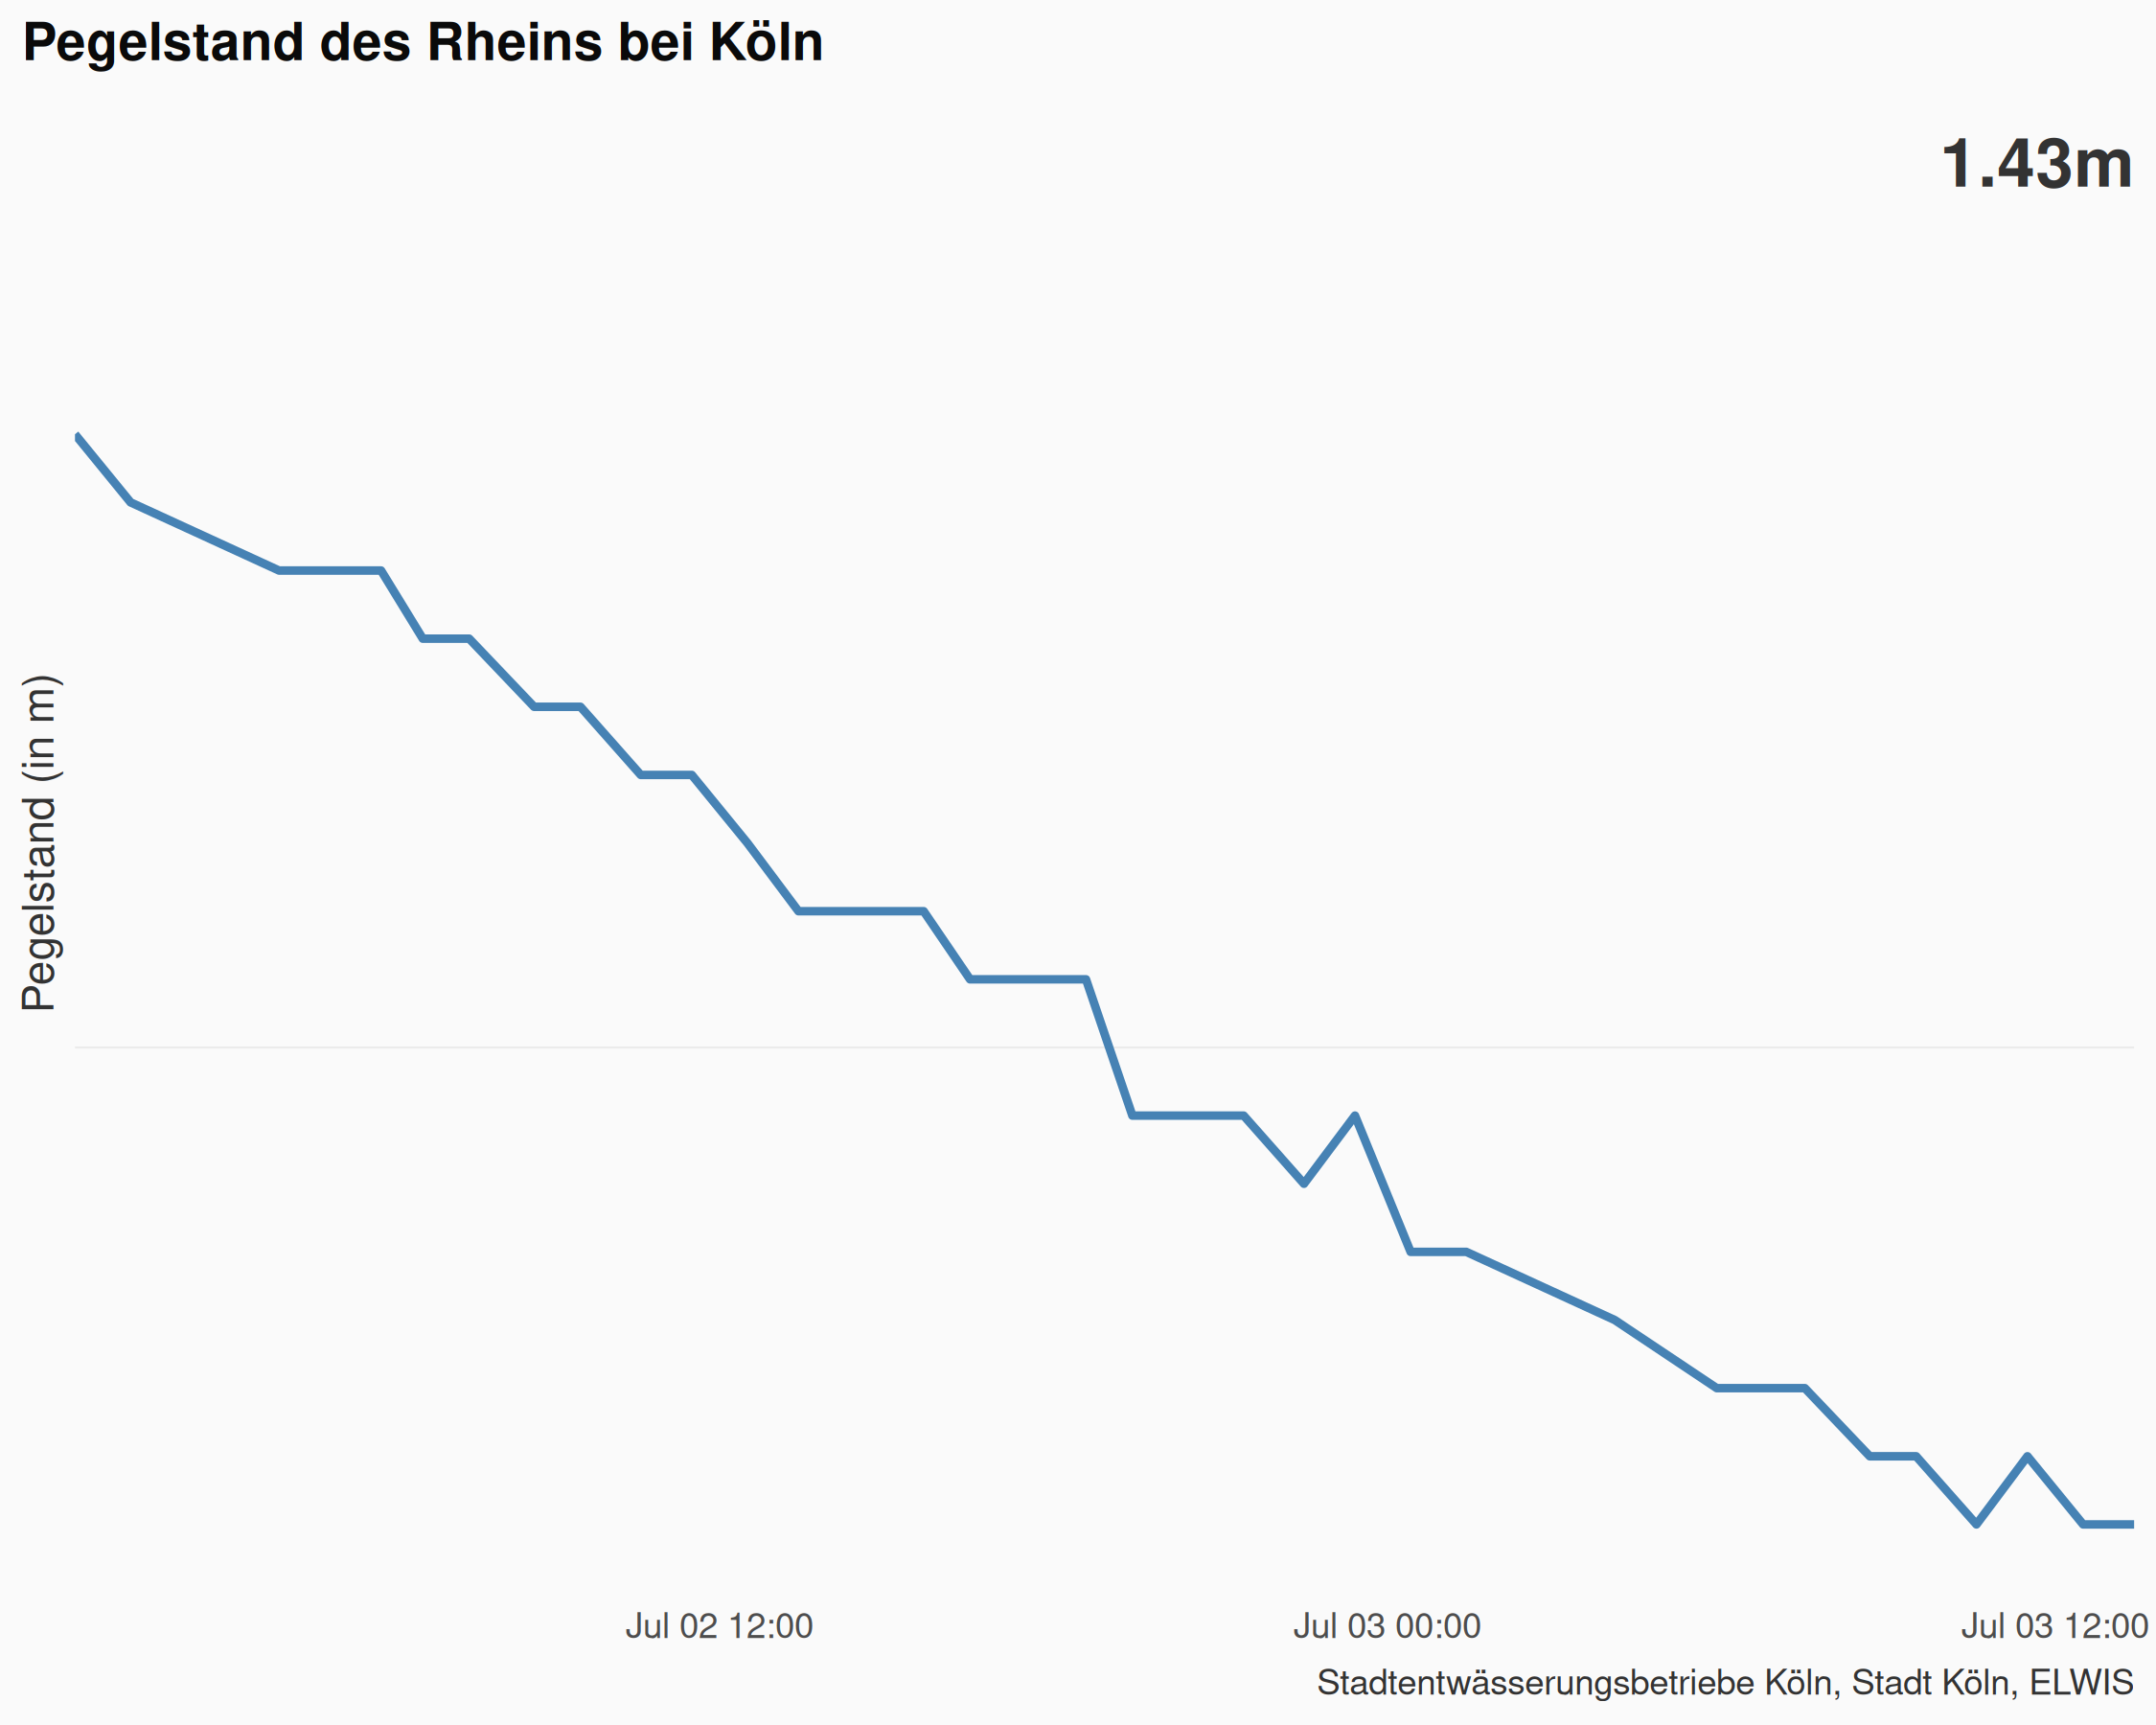 Pegelstand des Rheins bei Köln
1.43m
Pegelstand (in m)
Jul 02 12:00
Jul 03 00:00
Jul 03 12:00
Stadtentwässerungsbetriebe Köln, Stadt Köln, ELWIS